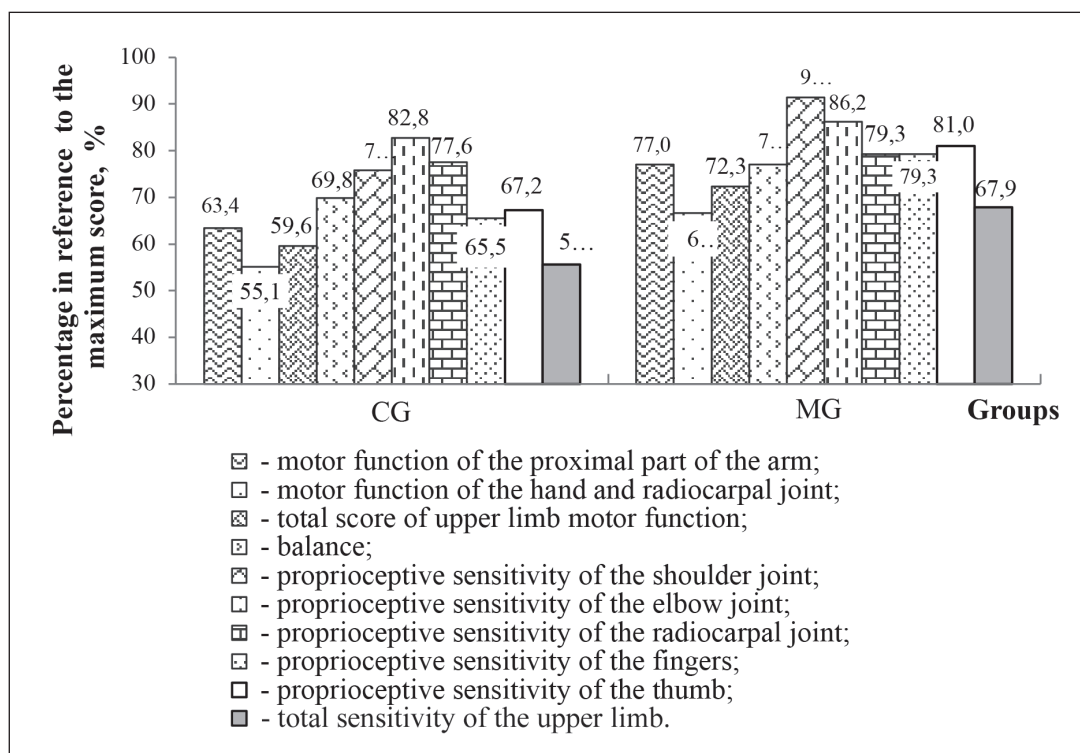 Percentage in reference to the
maximum score, %
100
90
80
70
60
50
40
30
63,4
55,1
59,6
69,8
7…
82,8
77,6
65,5
67,2
5…
77,0
6…
72,3
7…
9…
86,2
79,3
79,3
81,0
67,9
CG
MG
Groups
- motor function of the proximal part of the arm;
- motor function of the hand and radiocarpal joint;
- total score of upper limb motor function;
- balance;
- proprioceptive sensitivity of the shoulder joint;
- proprioceptive sensitivity of the elbow joint;
- proprioceptive sensitivity of the radiocarpal joint;
- proprioceptive sensitivity of the fingers;
- proprioceptive sensitivity of the thumb;
- total sensitivity of the upper limb.